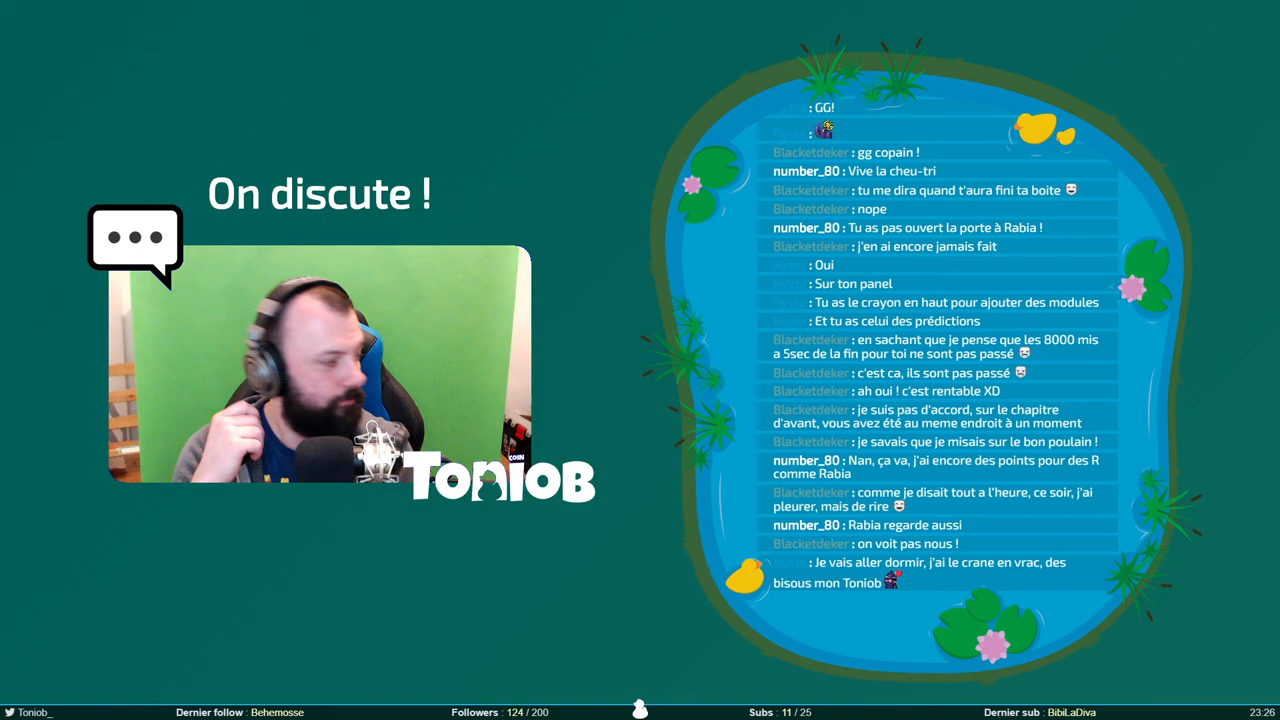 On discute !
: GG!
:
Blacketdeker : gg copain !
number_80 : Vive la cheu-tri
Blacketdeker : tu me dira quand t'aura fini ta boite
Blacketdeker : nope
number_80 : Tu as pas ouvert la porte à Rabia !
Blacketdeker : j'en ai encore jamais fait
: Oui
: Sur ton panel
: Tu as le crayon en haut pour ajouter des modules
: Et tu as celui des prédictions
Blacketdeker : en sachant que je pense que les 8000 mis
a 5sec de la fin pour toi ne sont pas passé
Blacketdeker : c'est ca, ils sont pas passé
Blacketdeker : ah oui ! c'est rentable XD
Blacketdeker : je suis pas d'accord, sur le chapitre
d'avant, vous avez été au meme endroit à un moment
Blacketdeker : je savais que je misais sur le bon poulain !
number_80 : Nan, ça va, j'ai encore des points pour des R
comme Rabia
Blacketdeker : comme je disait tout a l'heure, ce soir, j'ai
pleurer, mais de rire
number_80 : Rabia regarde aussi
Blacketdeker : on voit pas nous !
: Je vais aller dormir, j'ai le crane en vrac, des
bisous mon Toniob
COIN
TONIOB
Toniob_
Dernier follow : Behemosse
Followers : 124 / 200
Subs : 11 / 25
Dernier sub : BibiLaDiva
23:26